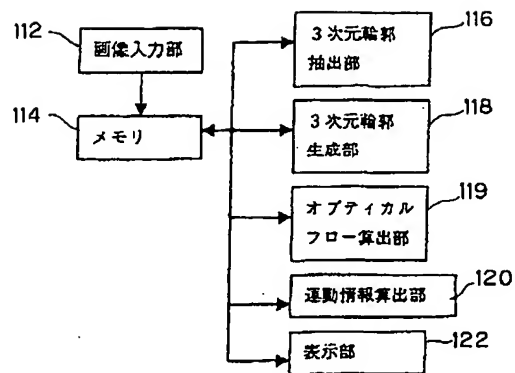 112
画像入力部
114
メモリ
3次元輪郭
抽出部
116
3次元輪郭
生成部
118
オプティカル
フロー算出部
119
運動情報算出部
120
表示部
122